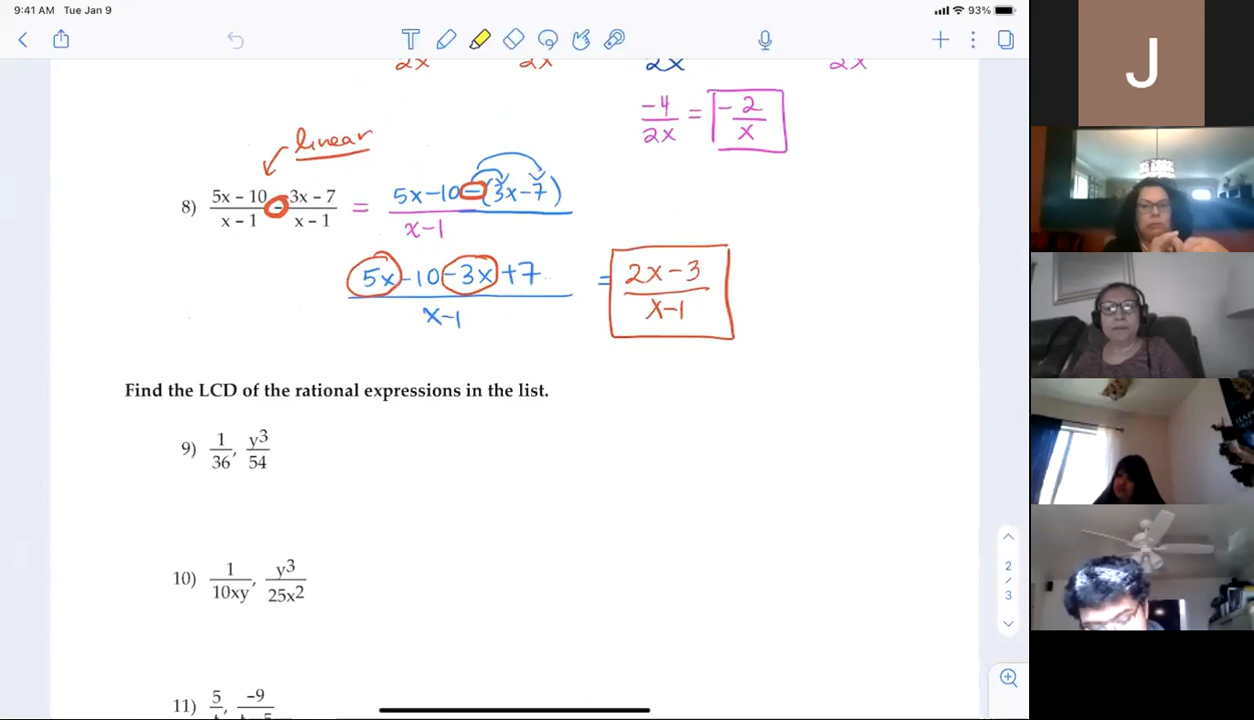 9:41 AM Tue Jan 9
93%
T
J
2x 2x 2x 2x
-4/2x = -2/x
linear
8) (5x – 10)/(x – 1) - (3x – 7)/(x – 1) = (5x-10-(3x-7))/(x-1)
(5x-10-3x+7)/(x-1) = (2x-3)/(x-1)
Find the LCD of the rational expressions in the list.
9) 1/36, y³/54
10) 1/10xy, y³/25x²
2 / 3
11) 5/, –9/